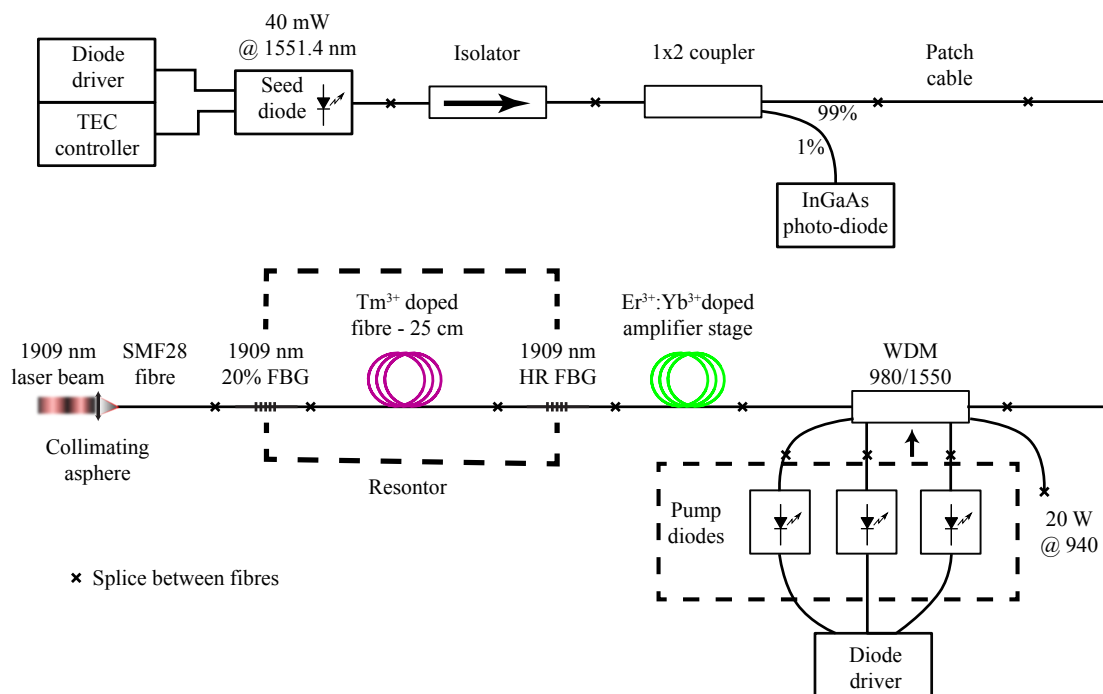 40 mW
@ 1551.4 nm
Diode
driver
TEC
controller
Seed
diode
Isolator
1x2 coupler
Patch
cable
99%
1%
InGaAs
photo-diode
1909 nm
laser beam
SMF28
fibre
1909 nm
20% FBG
Tm³⁺ doped
fibre - 25 cm
1909 nm
HR FBG
Er³⁺:Yb³⁺doped
amplifier stage
WDM
980/1550
Collimating
asphere
Resontor
Pump
diodes
20 W
@ 940
× Splice between fibres
Diode
driver